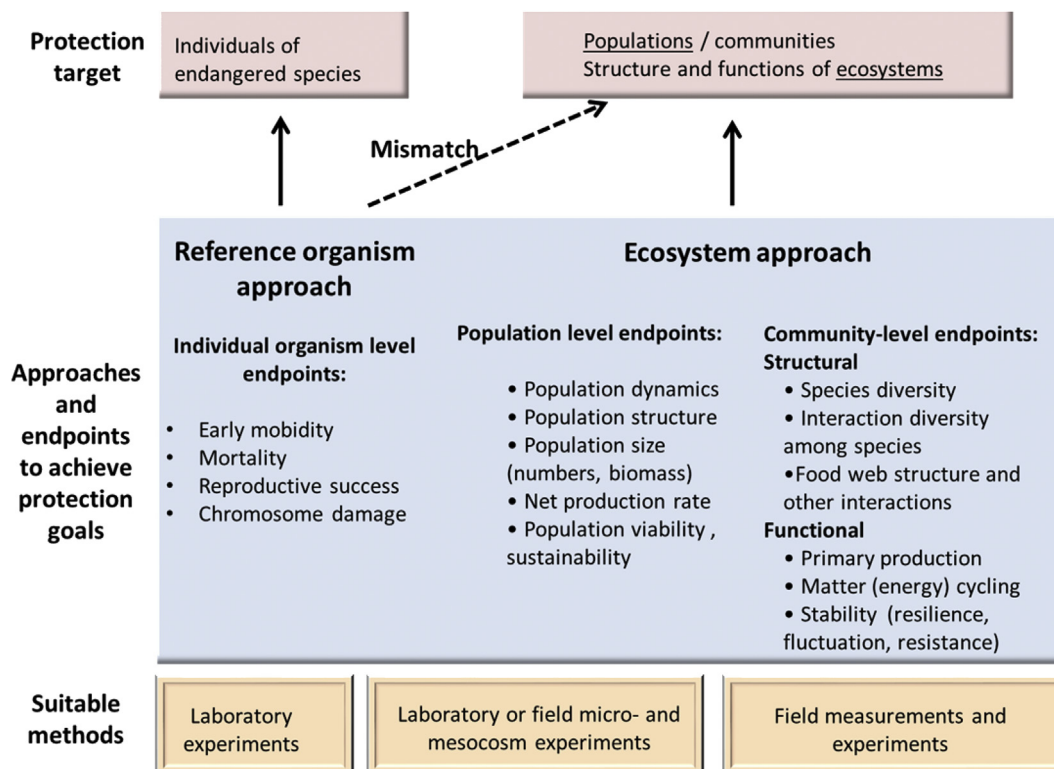 Protection
target
Individuals of
endangered species
Populations / communities
Structure and functions of ecosystems
Mismatch
Approaches
and
endpoints
to achieve
protection
goals
Reference organism
approach
Individual organism level
endpoints:
• Early mobidity
• Mortality
• Reproductive success
• Chromosome damage
Ecosystem approach
Population level endpoints:
• Population dynamics
• Population structure
• Population size
(numbers, biomass)
• Net production rate
• Population viability ,
sustainability
Community-level endpoints:
Structural
• Species diversity
• Interaction diversity
among species
•Food web structure and
other interactions
Functional
• Primary production
• Matter (energy) cycling
• Stability (resilience,
fluctuation, resistance)
Suitable
methods
Laboratory
experiments
Laboratory or field micro- and
mesocosm experiments
Field measurements and
experiments